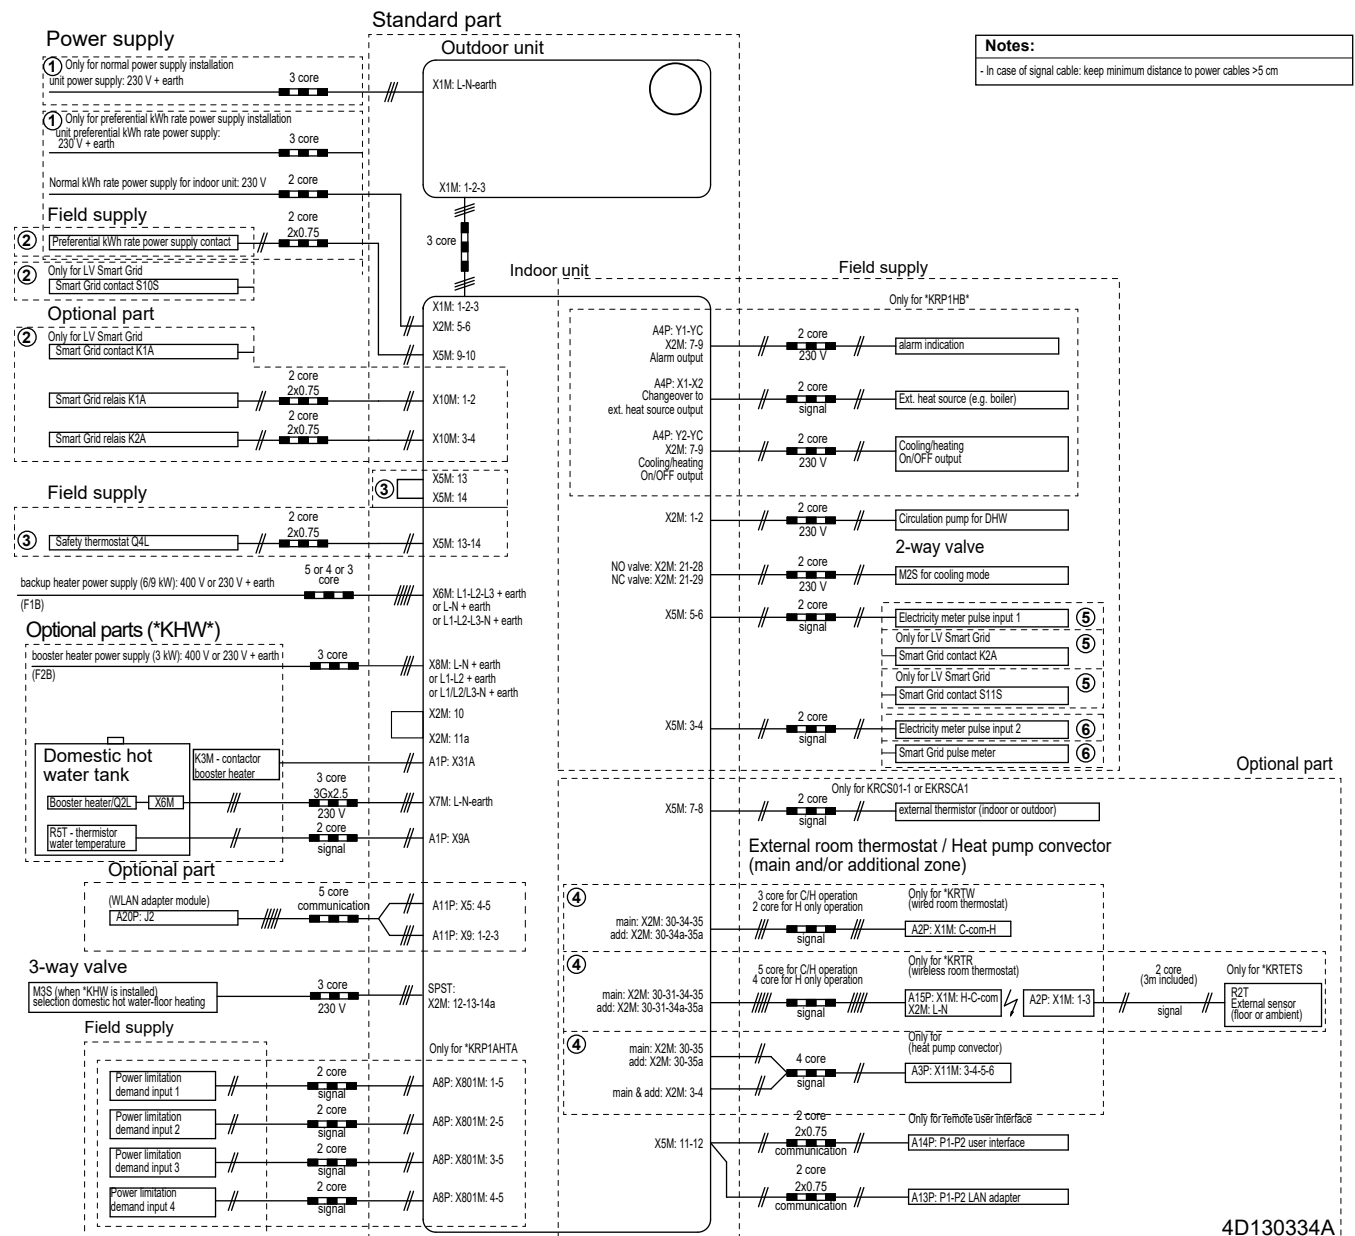 Standard part
Power supply
Outdoor unit
Notes:
- In case of signal cable: keep minimum distance to power cables >5 cm
① Only for normal power supply installation
unit power supply: 230 V + earth
3 core
X1M: L-N-earth
① Only for preferential kWh rate power supply installation
unit preferential kWh rate power supply:
230 V + earth
3 core
Normal kWh rate power supply for indoor unit: 230 V
2 core
X1M: 1-2-3
Field supply
2 core
2x0.75
② Preferential kWh rate power supply contact
3 core
② Only for LV Smart Grid
Smart Grid contact S10S
Indoor unit
Field supply
Optional part
② Only for LV Smart Grid
Smart Grid contact K1A
X1M: 1-2-3
X2M: 5-6
X5M: 9-10
2 core
2x0.75
Smart Grid relais K1A
X10M: 1-2
2 core
2x0.75
Smart Grid relais K2A
X10M: 3-4
③
X5M: 13
X5M: 14
Field supply
2 core
2x0.75
③ Safety thermostat Q4L
X5M: 13-14
backup heater power supply (6/9 kW): 400 V or 230 V + earth
(F1B)
5 or 4 or 3
core
X6M: L1-L2-L3 + earth
or L-N + earth
or L1-L2-L3-N + earth
Optional parts (*KHW*)
booster heater power supply (3 kW): 400 V or 230 V + earth
(F2B)
3 core
X8M: L-N + earth
or L1-L2 + earth
or L1/L2/L3-N + earth
X2M: 10
X2M: 11a
Domestic hot
water tank
K3M - contactor
booster heater
A1P: X31A
Booster heater/Q2L
X6M
3 core
3Gx2.5
230 V
X7M: L-N-earth
R5T - thermistor
water temperature
2 core
signal
A1P: X9A
Optional part
(WLAN adapter module)
A20P: J2
5 core
communication
A11P: X5: 4-5
A11P: X9: 1-2-3
3-way valve
M3S (when *KHW is installed)
selection domestic hot water-floor heating
3 core
230 V
SPST:
X2M: 12-13-14a
Field supply
Only for *KRP1AHTA
Power limitation
demand input 1
2 core
signal
A8P: X801M: 1-5
Power limitation
demand input 2
2 core
signal
A8P: X801M: 2-5
Power limitation
demand input 3
2 core
signal
A8P: X801M: 3-5
Power limitation
demand input 4
2 core
signal
A8P: X801M: 4-5
Only for *KRP1HB*
A4P: Y1-YC
X2M: 7-9
Alarm output
2 core
230 V
alarm indication
A4P: X1-X2
Changeover to
ext. heat source output
2 core
signal
Ext. heat source (e.g. boiler)
A4P: Y2-YC
X2M: 7-9
Cooling/heating
On/OFF output
2 core
230 V
Cooling/heating
On/OFF output
X2M: 1-2
2 core
230 V
Circulation pump for DHW
2-way valve
NO valve: X2M: 21-28
NC valve: X2M: 21-29
2 core
230 V
M2S for cooling mode
X5M: 5-6
2 core
signal
Electricity meter pulse input 1 ⑤
Only for LV Smart Grid
Smart Grid contact K2A ⑤
Only for LV Smart Grid
Smart Grid contact S11S ⑤
X5M: 3-4
2 core
signal
Electricity meter pulse input 2 ⑥
Smart Grid pulse meter ⑥
Optional part
Only for KRCS01-1 or EKRSCA1
X5M: 7-8
2 core
signal
external thermistor (indoor or outdoor)
External room thermostat / Heat pump convector
(main and/or additional zone)
④
3 core for C/H operation
2 core for H only operation
Only for *KRTW
(wired room thermostat)
main: X2M: 30-34-35
add: X2M: 30-34a-35a
signal
A2P: X1M: C-com-H
④
5 core for C/H operation
4 core for H only operation
Only for *KRTR
(wireless room thermostat)
2 core
(3m included)
Only for *KRTETS
main: X2M: 30-31-34-35
add: X2M: 30-31-34a-35a
signal
A15P: X1M: H-C-com
X2M: L-N
A2P: X1M: 1-3
signal
R2T
External sensor
(floor or ambient)
④
main: X2M: 30-35
add: X2M: 30-35a
main & add: X2M: 3-4
4 core
signal
Only for
(heat pump convector)
A3P: X11M: 3-4-5-6
X5M: 11-12
2 core
2x0.75
communication
Only for remote user interface
A14P: P1-P2 user interface
2 core
2x0.75
communication
A13P: P1-P2 LAN adapter
4D130334A